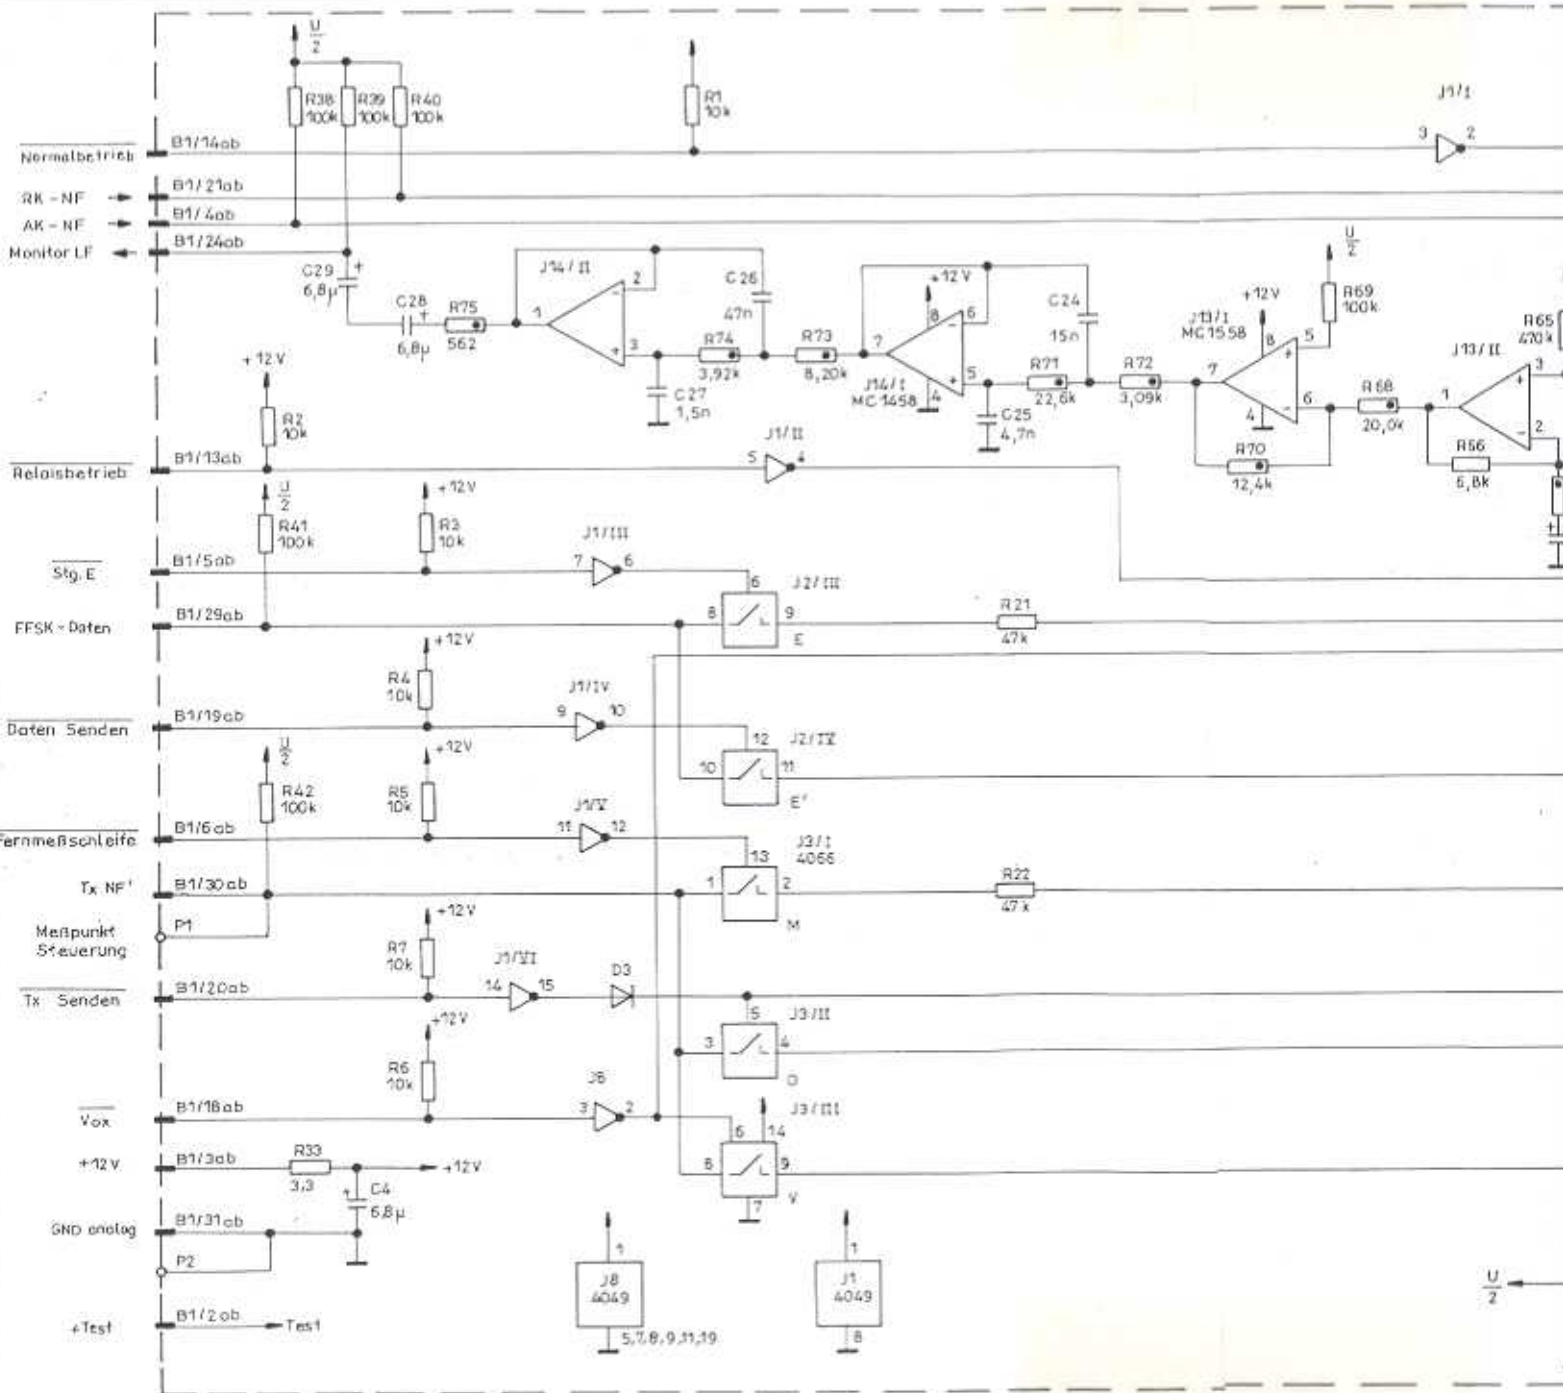 U
2
R38
100k
R39
100k
R40
100k
R1
10k
J1/I
3
2
Normalbetrieb
B1/14ab
RK-NF
B1/21ab
AK-NF
B1/4ab
Monitor LF
B1/24ab
C29
6,8µ
+
C28
+
6,8µ
R75
562
J14/II
1
2
-
3
+
C26
47n
R74
3,92k
R73
8,20k
C27
1,5n
+12V
8
6
-
7
5
+
4
J14/I
MC1458
C24
15n
R71
22,6k
R72
3,09k
C25
4,7n
U
2
R69
100k
+12V
J13/I
MC1558
8
5
+
7
6
-
4
R70
12,4k
R68
20,0k
R65
470k
J13/II
3
+
1
2
-
R66
6,8k
+
+12V
R2
10k
Relaisbetrieb
B1/13ab
J1/II
5
4
U
2
R41
100k
+12V
R3
10k
Stg. E
B1/5ab
J1/III
7
6
6
J2/III
8
9
E
R21
47k
FFSK-Daten
B1/29ab
+12V
R4
10k
Daten Senden
B1/19ab
J1/IV
9
10
12
J2/IV
10
11
E'
U
2
R42
100k
+12V
R5
10k
Fernmeßschleife
B1/6ab
J1/V
11
12
13
J3/I
4066
1
2
M
R22
47k
Tx NF'
B1/30ab
Meßpunkt
Steuerung
P1
+12V
R7
10k
Tx Senden
B1/20ab
J1/VI
14
15
D3
5
J3/II
3
4
D
+12V
R6
10k
Vox
B1/18ab
3
2
J3/III
6
14
8
9
7
V
+12V
B1/3ab
R33
3,3
+12V
+
C4
6,8µ
GND analog
B1/31ab
P2
+Test
B1/2ab
Test
1
J8
4049
5,7,8,9,11,19
1
J1
4049
8
U
2